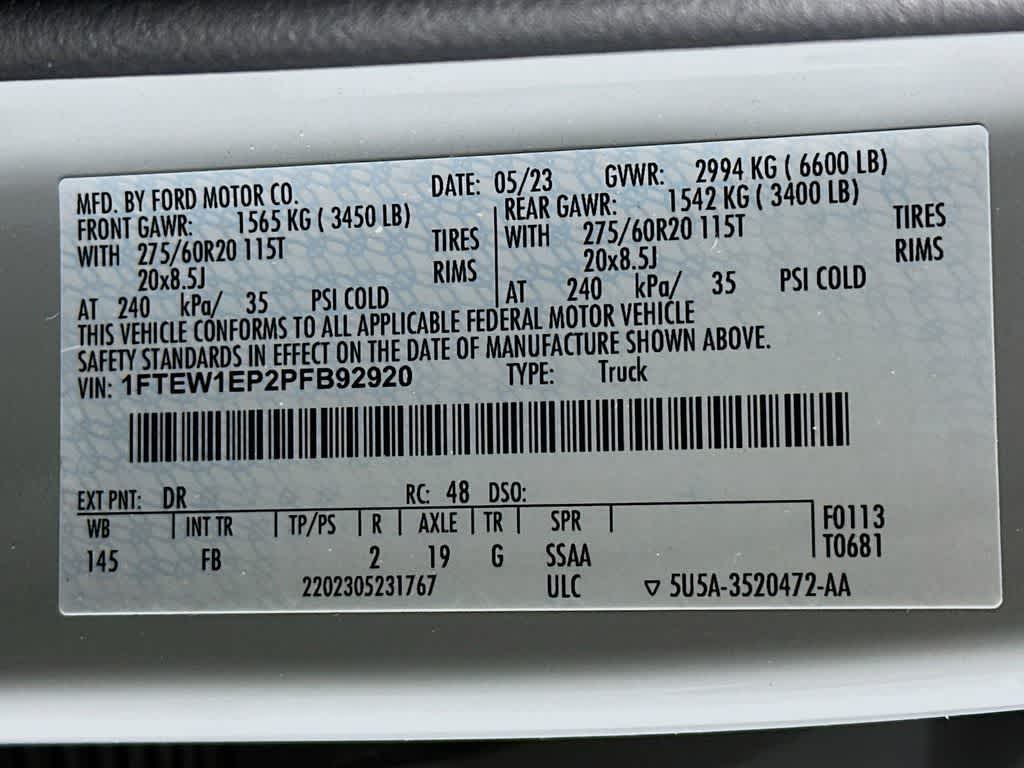 MFD. BY FORD MOTOR CO. DATE: 05/23 GVWR: 2994 KG ( 6600 LB)
FRONT GAWR: 1565 KG ( 3450 LB) REAR GAWR: 1542 KG ( 3400 LB)
WITH 275/60R20 115T TIRES WITH 275/60R20 115T TIRES
20x8.5J RIMS 20x8.5J RIMS
AT 240 kPa/ 35 PSI COLD AT 240 kPa/ 35 PSI COLD
THIS VEHICLE CONFORMS TO ALL APPLICABLE FEDERAL MOTOR VEHICLE
SAFETY STANDARDS IN EFFECT ON THE DATE OF MANUFACTURE SHOWN ABOVE.
VIN: 1FTEW1EP2PFB92920 TYPE: Truck
EXT PNT: DR RC: 48 DSO:
WB INT TR TP/PS R AXLE TR SPR F0113
145 FB 2 19 G SSAA T0681
2202305231767 ULC ▽ 5U5A-3520472-AA